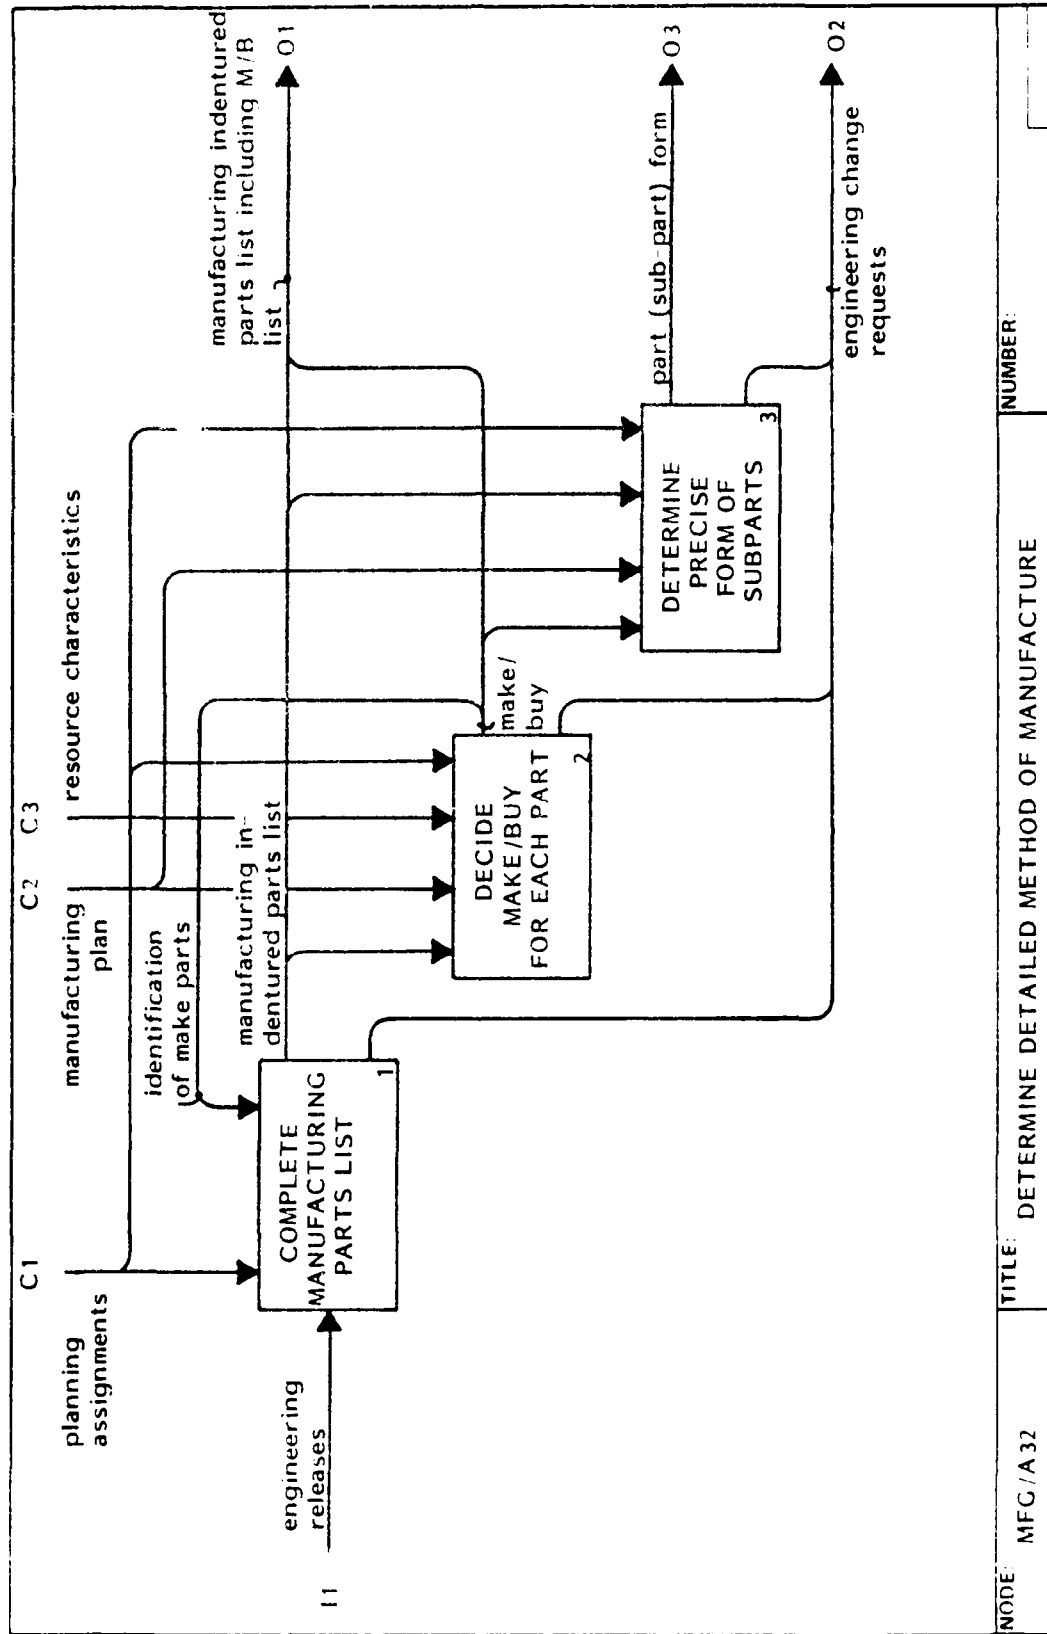 C1
C2
C3
planning
assignments
manufacturing
plan
resource characteristics
identification
of make parts
manufacturing in-
dentured parts list
manufacturing indentured
parts list including M/B
list
O1
I1
engineering
releases
COMPLETE
MANUFACTURING
PARTS LIST
1
DECIDE
MAKE/BUY
FOR EACH PART
2
make/
buy
DETERMINE
PRECISE
FORM OF
SUBPARTS
3
part (sub-part) form
O3
engineering change
requests
O2
NODE:
MFG/A32
TITLE:
DETERMINE DETAILED METHOD OF MANUFACTURE
NUMBER: